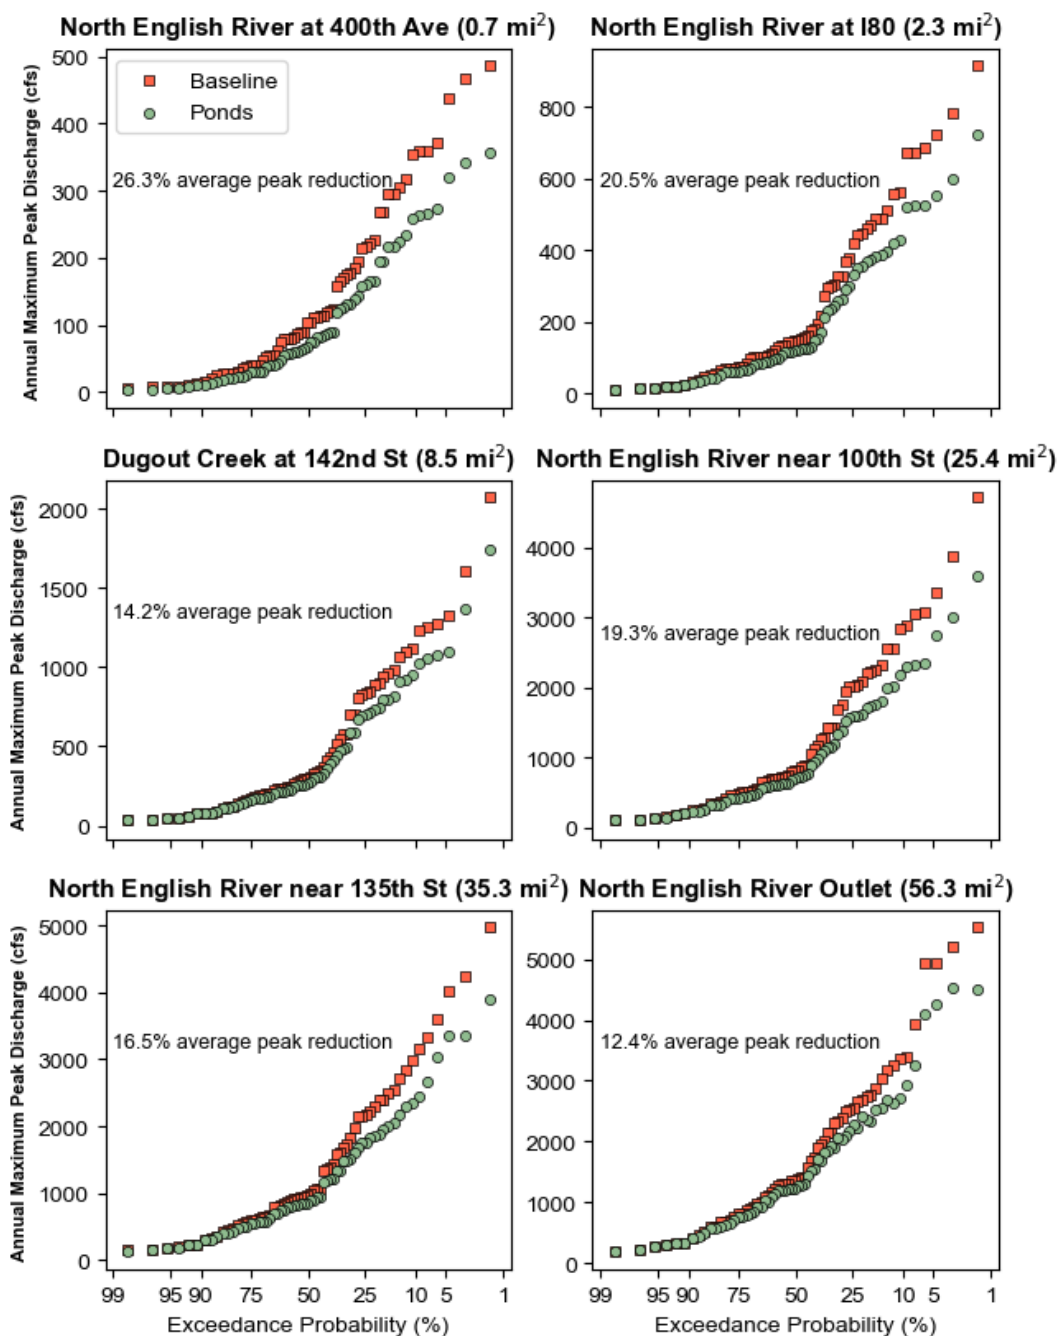 North English River at 400th Ave (0.7 mi²)
Annual Maximum Peak Discharge (cfs)
500
400
300
200
100
0
Baseline
Ponds
26.3% average peak reduction
North English River at I80 (2.3 mi²)
800
600
400
200
0
20.5% average peak reduction
Dugout Creek at 142nd St (8.5 mi²)
Annual Maximum Peak Discharge (cfs)
2000
1500
1000
500
0
14.2% average peak reduction
North English River near 100th St (25.4 mi²)
4000
3000
2000
1000
0
19.3% average peak reduction
North English River near 135th St (35.3 mi²)
Annual Maximum Peak Discharge (cfs)
5000
4000
3000
2000
1000
0
16.5% average peak reduction
99 95 90 75 50 25 10 5 1
Exceedance Probability (%)
North English River Outlet (56.3 mi²)
5000
4000
3000
2000
1000
0
12.4% average peak reduction
99 95 90 75 50 25 10 5 1
Exceedance Probability (%)